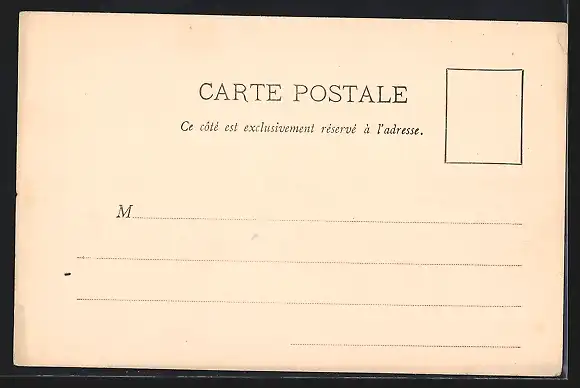 CARTE POSTALE
Ce côté est exclusivement réservé à l'adresse.
M